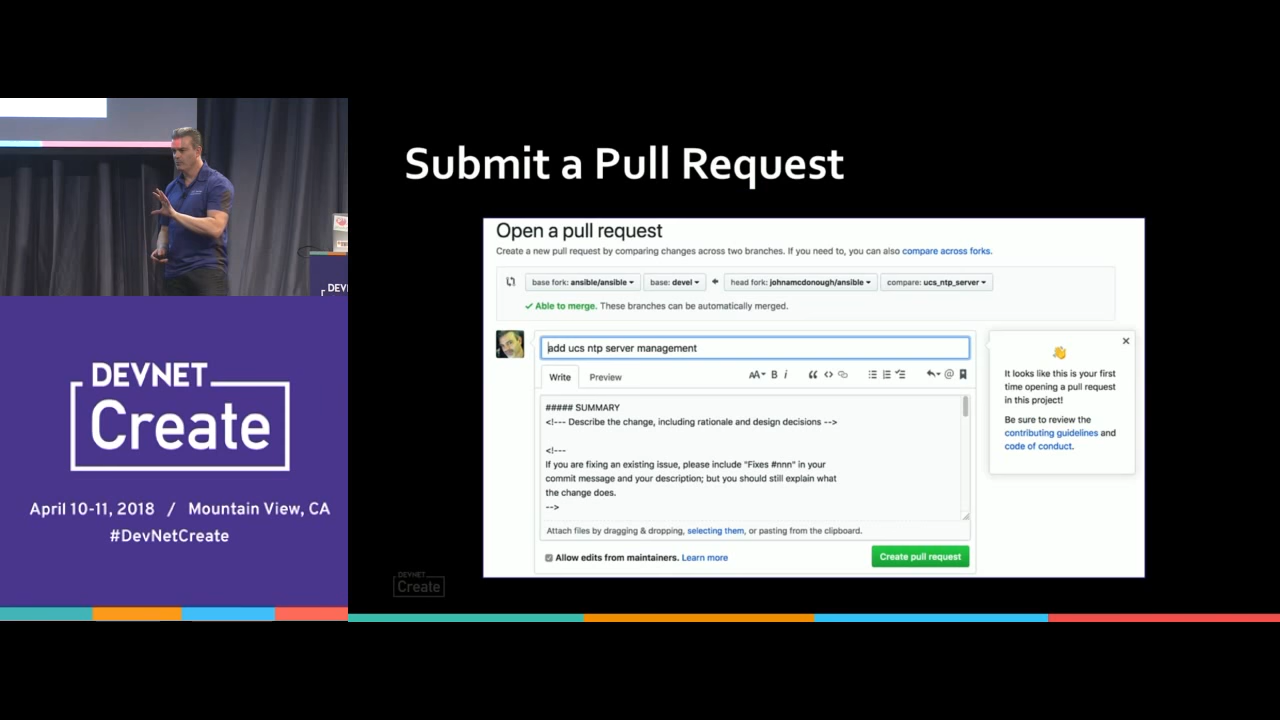 Submit a Pull Request
Open a pull request
Create a new pull request by comparing changes across two branches. If you need to, you can also compare across forks.
base fork: ansible/ansible base: devel head fork: johnamcdonough/ansible compare: ucs_ntp_server
Able to merge. These branches can be automatically merged.
add ucs ntp server management
Write Preview
AA B i
##### SUMMARY
<!--- Describe the change, including rationale and design decisions -->
<!---
If you are fixing an existing issue, please include "Fixes #nnn" in your
commit message and your description; but you should still explain what
the change does.
-->
Attach files by dragging & dropping, selecting them, or pasting from the clipboard.
Allow edits from maintainers. Learn more
Create pull request
It looks like this is your first
time opening a pull request
in this project!
Be sure to review the
contributing guidelines and
code of conduct.
DEVNET
Create
DEVNET
Create
April 10-11, 2018 / Mountain View, CA
#DevNetCreate